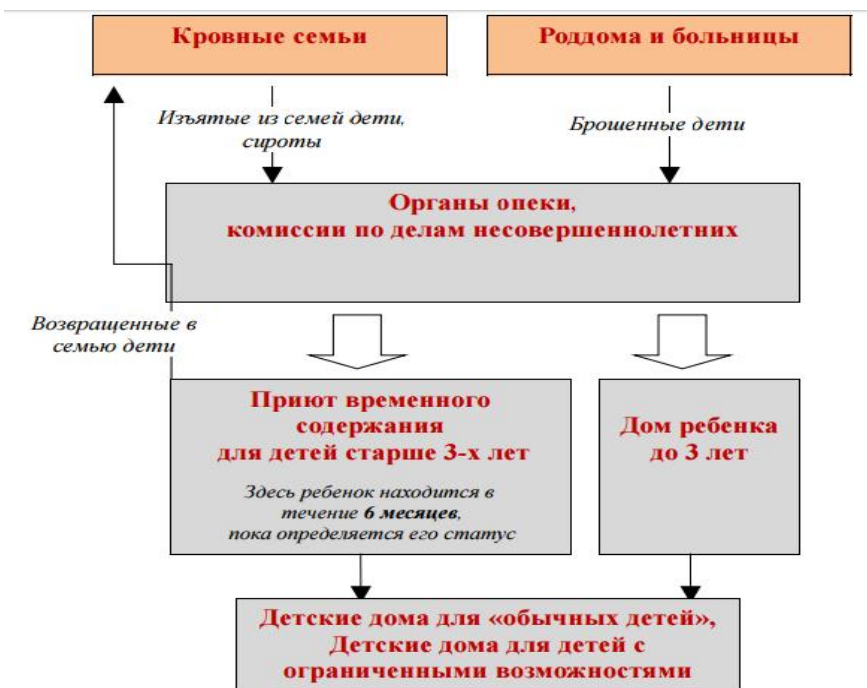 Кровные семьи
Роддома и больницы
Изъятые из семей дети,
сироты
Брошенные дети
Органы опеки,
комиссии по делам несовершеннолетних
Возвращенные в
семью дети
Приют временного
содержания
для детей старше 3-х лет
Здесь ребенок находится в
течение 6 месяцев,
пока определяется его статус
Дом ребенка
до 3 лет
Детские дома для «обычных детей»,
Детские дома для детей с
ограниченными возможностями